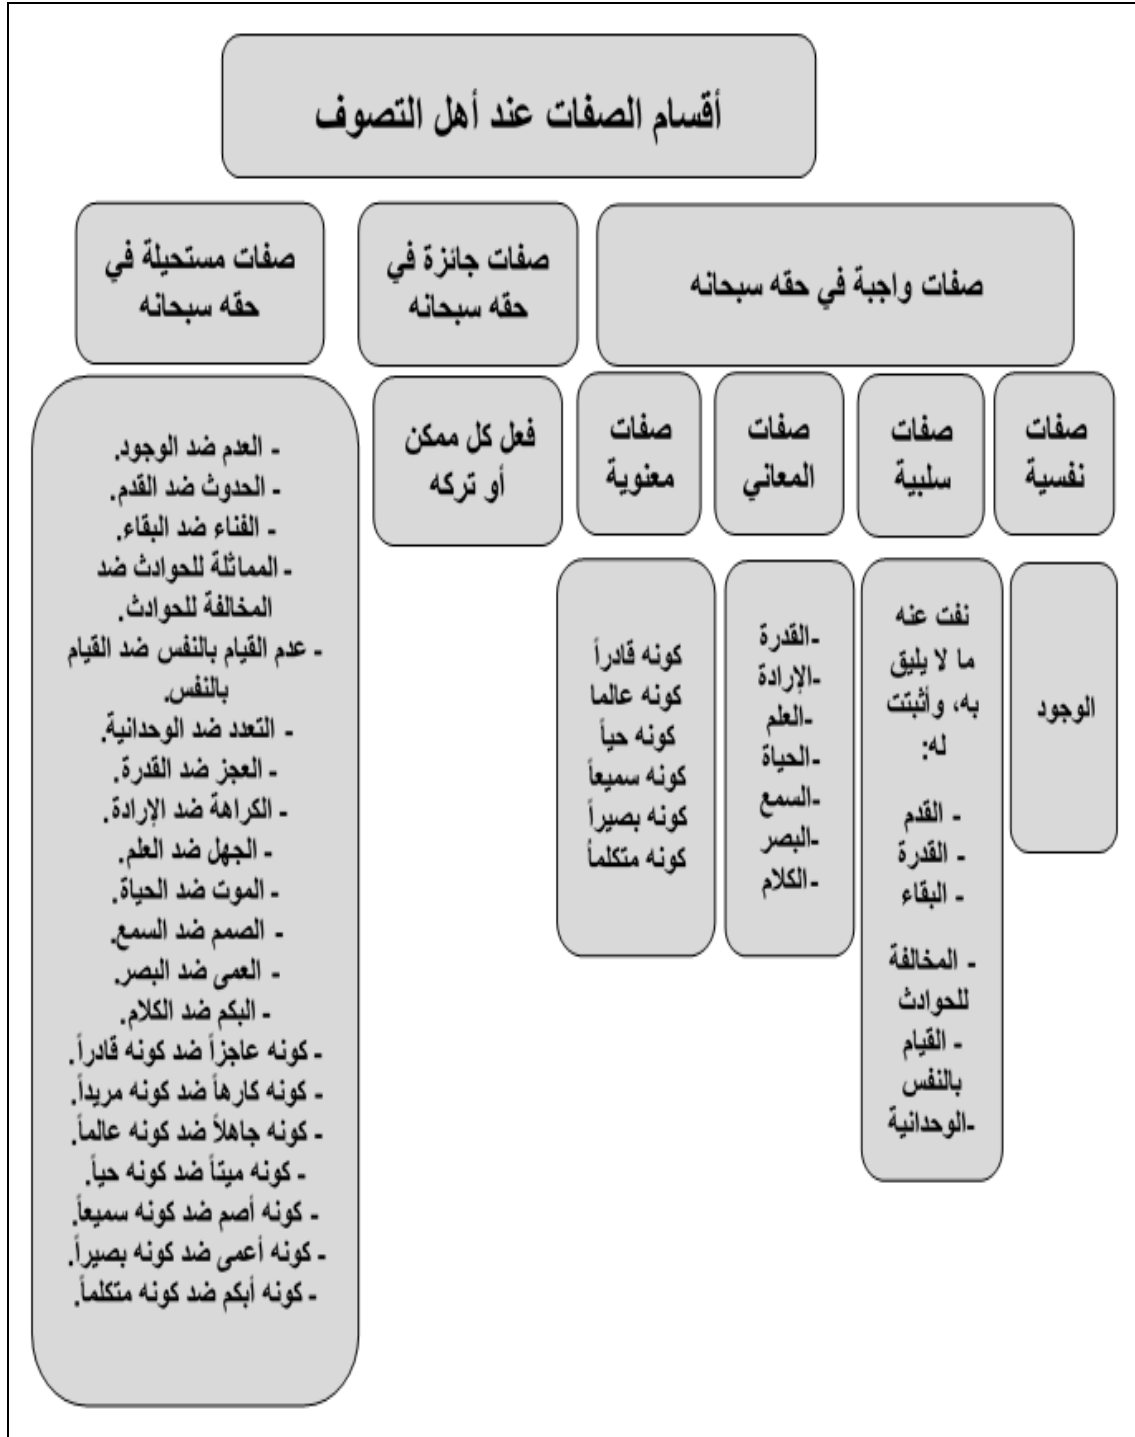 أقسام الصفات عند أهل التصوف
صفات واجبة في حقه سبحانه
صفات جائزة في
حقه سبحانه
صفات مستحيلة في
حقه سبحانه
صفات
نفسية
صفات
سلبية
صفات
المعاني
صفات
معنوية
فعل كل ممكن
أو تركه
الوجود
نفت عنه
ما لا يليق
به، وأثبتت
له:
- القدم
- القدرة
- البقاء
- المخالفة
للحوادث
- القيام
بالنفس
-الوحدانية
-القدرة
-الإرادة
-العلم
-الحياة
-السمع
-البصر
-الكلام
كونه قادراً
كونه عالما
كونه حياً
كونه سميعاً
كونه بصيراً
كونه متكلماً
- العدم ضد الوجود.
- الحدوث ضد القدم.
- الفناء ضد البقاء.
- المماثلة للحوادث ضد
المخالفة للحوادث.
- عدم القيام بالنفس ضد القيام
بالنفس.
- التعدد ضد الوحدانية.
- العجز ضد القدرة.
- الكراهة ضد الإرادة.
- الجهل ضد العلم.
- الموت ضد الحياة.
- الصمم ضد السمع.
- العمى ضد البصر.
- البكم ضد الكلام.
- كونه عاجزاً ضد كونه قادراً.
- كونه كارهاً ضد كونه مريداً.
- كونه جاهلاً ضد كونه عالماً.
- كونه ميتاً ضد كونه حياً.
- كونه أصم ضد كونه سميعاً.
- كونه أعمى ضد كونه بصيراً.
- كونه أبكم ضد كونه متكلماً.